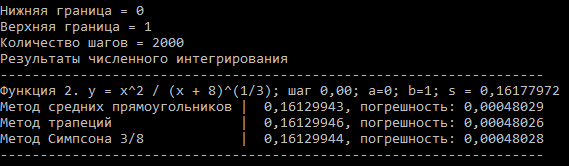 Нижняя граница = 0
Верхняя граница = 1
Количество шагов = 2000
Результаты численного интегрирования
--------------------------------------------------------------------
Функция 2. y = x^2 / (x + 8)^(1/3); шаг 0,00; a=0; b=1; s = 0,16177972
Метод средних прямоугольников |  0,16129943, погрешность: 0,00048029
Метод трапеций                |  0,16129946, погрешность: 0,00048026
Метод Симпсона 3/8            |  0,16129944, погрешность: 0,00048028
--------------------------------------------------------------------